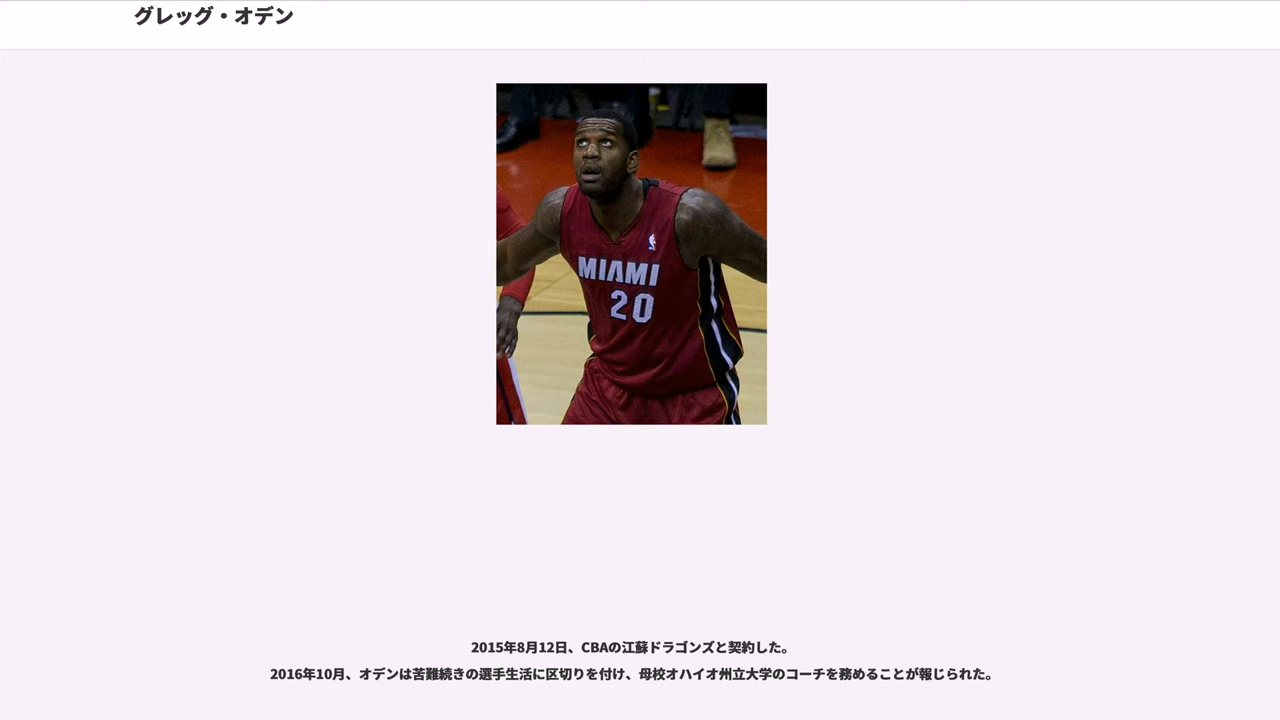 グレッグ・オデン
MIAMI
20
2015年8月12日、CBAの江蘇ドラゴンズと契約した。
2016年10月、オデンは苦難続きの選手生活に区切りを付け、母校オハイオ州立大学のコーチを務めることが報じられた。